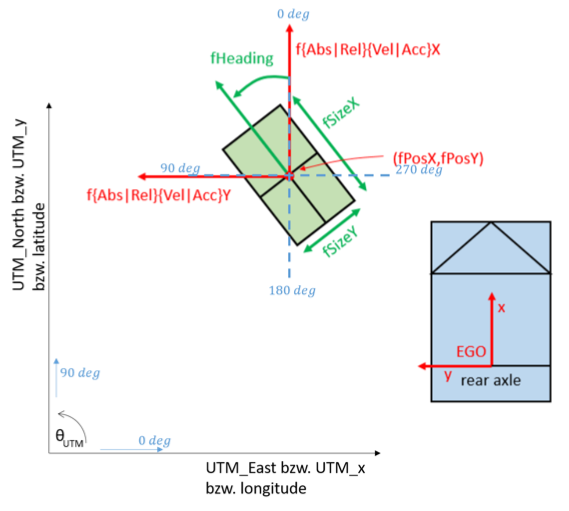 0 deg
f{Abs|Rel}{Vel|Acc}X
fHeading
fSizeX
(fPosX,fPosY)
90 deg
270 deg
f{Abs|Rel}{Vel|Acc}Y
fSizeY
180 deg
UTM_North bzw. UTM_y
bzw. latitude
x
EGO
y rear axle
90 deg
θUTM
0 deg
UTM_East bzw. UTM_x
bzw. longitude